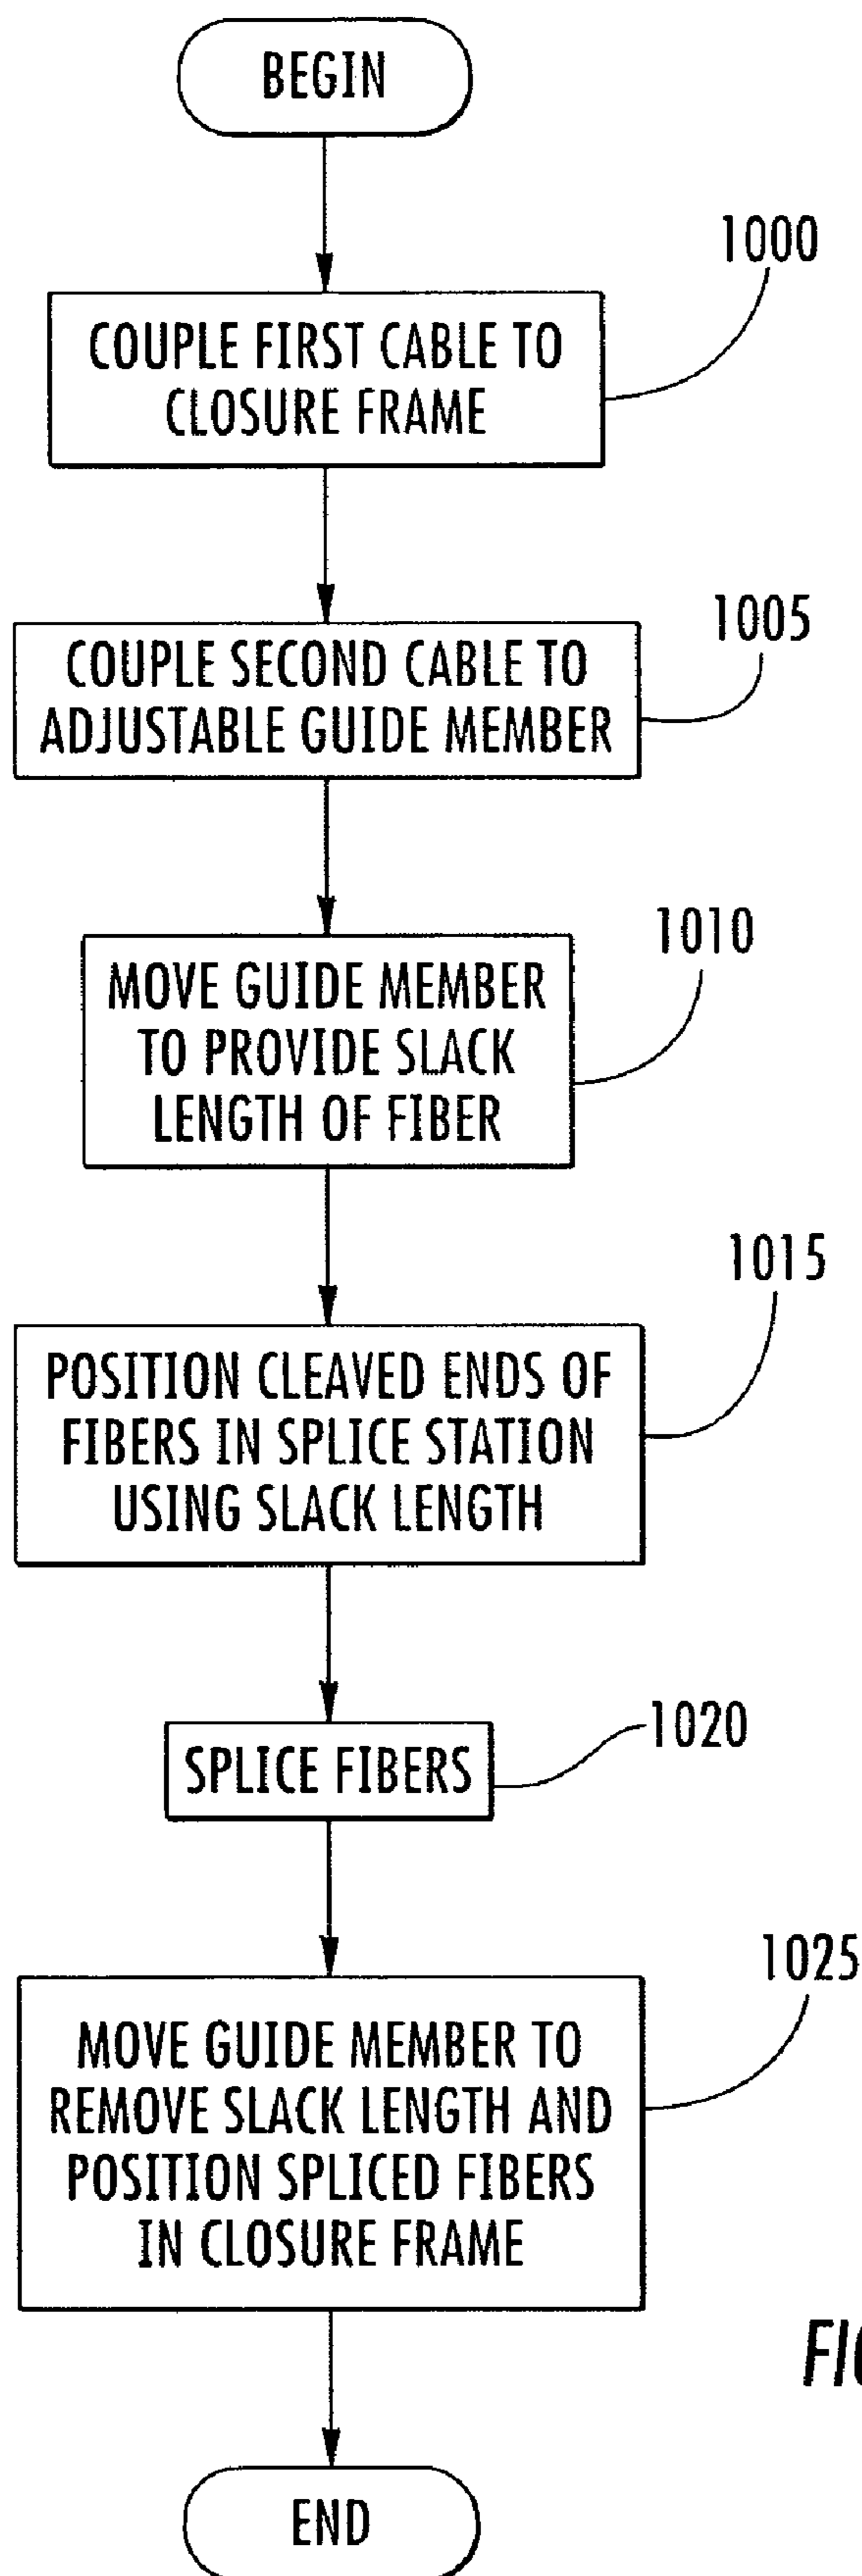 BEGIN
1000
COUPLE FIRST CABLE TO
CLOSURE FRAME
1005
COUPLE SECOND CABLE TO
ADJUSTABLE GUIDE MEMBER
1010
MOVE GUIDE MEMBER
TO PROVIDE SLACK
LENGTH OF FIBER
1015
POSITION CLEAVED ENDS OF
FIBERS IN SPLICE STATION
USING SLACK LENGTH
1020
SPLICE FIBERS
1025
MOVE GUIDE MEMBER TO
REMOVE SLACK LENGTH AND
POSITION SPLICED FIBERS
IN CLOSURE FRAME
END